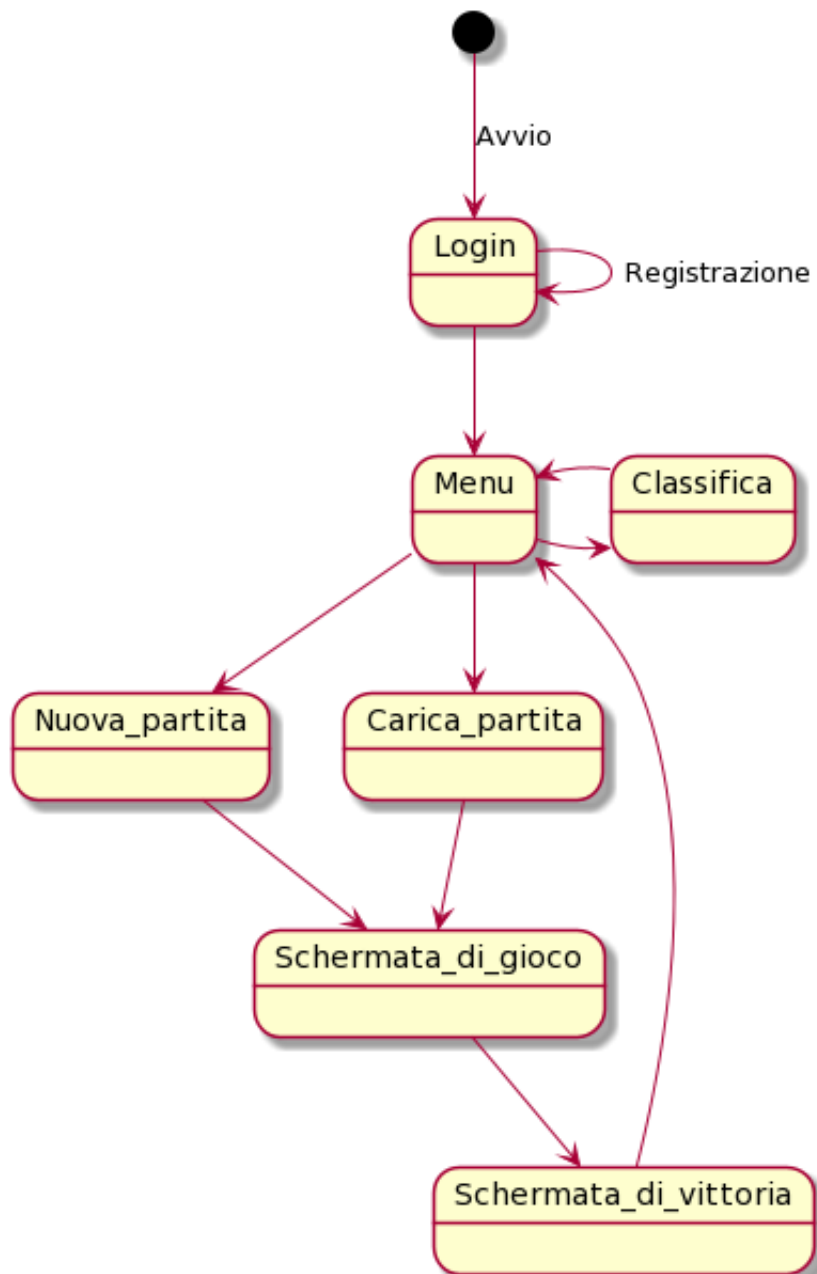 Avvio
Login
Registrazione
Menu
Classifica
Nuova_partita
Carica_partita
Schermata_di_gioco
Schermata_di_vittoria